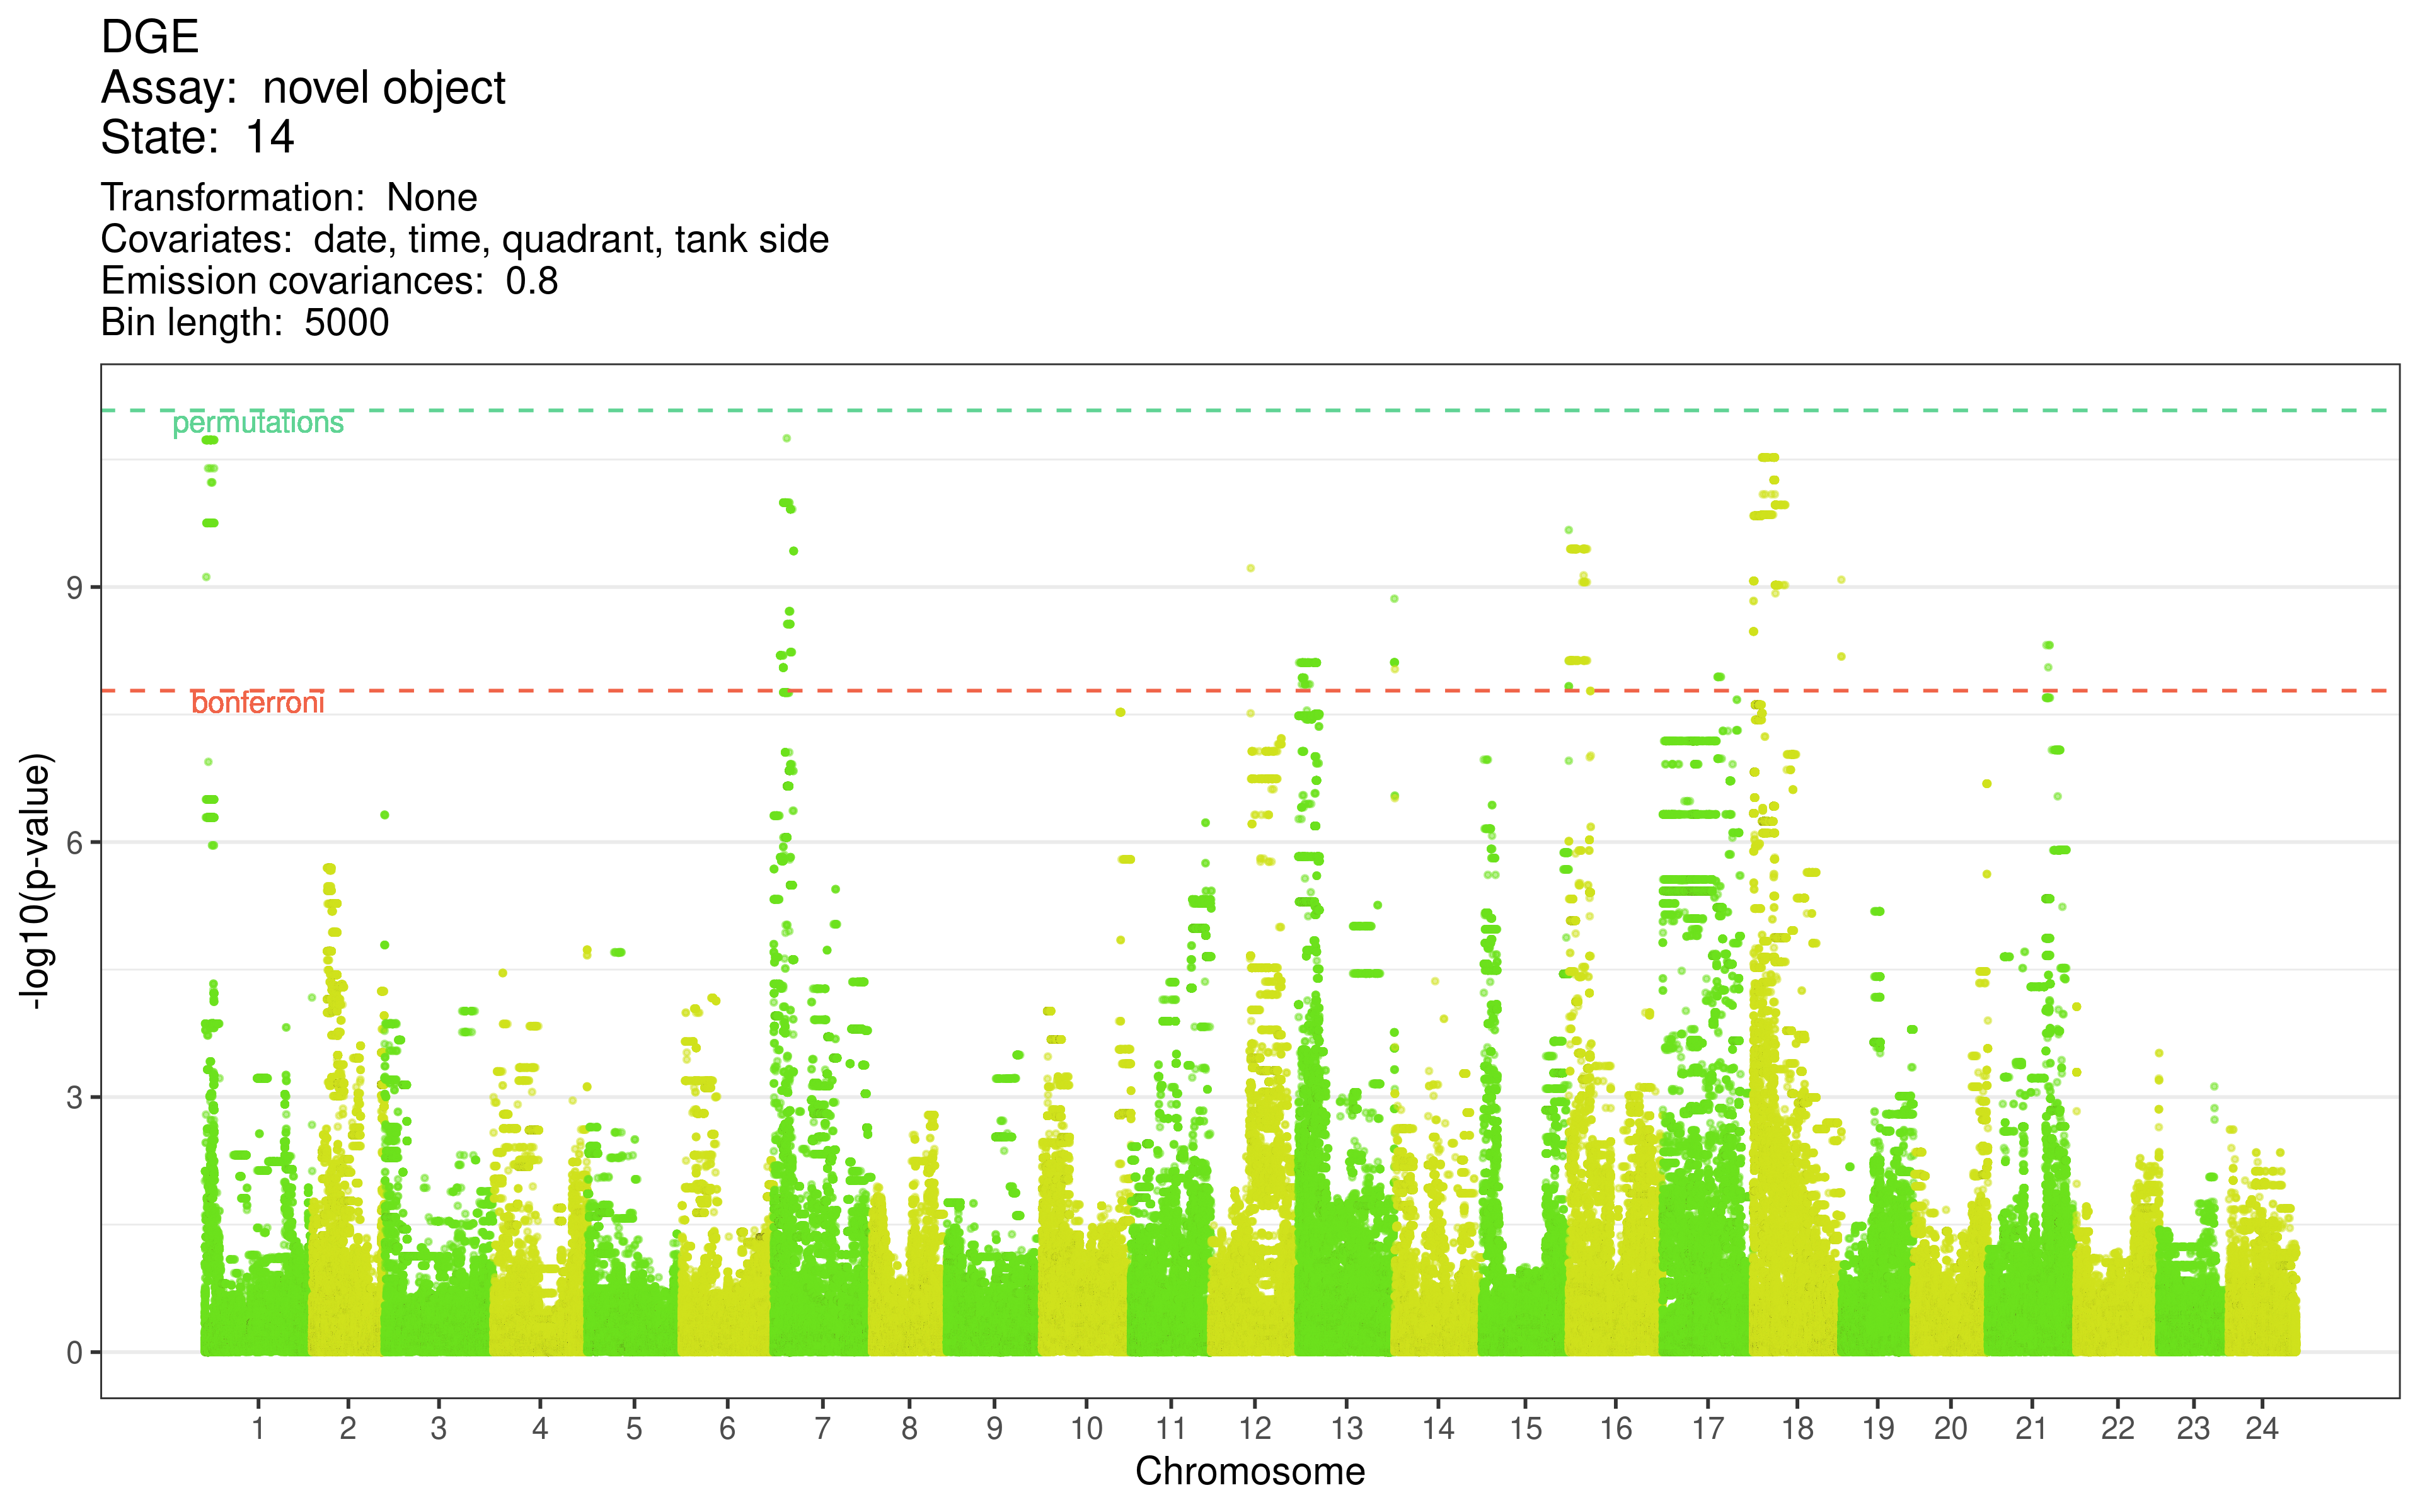 DGE
Assay:  novel object
State:  14
Transformation:  None
Covariates:  date, time, quadrant, tank side
Emission covariances:  0.8
Bin length:  5000
permutations
bonferroni
9
6
3
0
-log10(p-value)
1 2 3 4 5 6 7 8 9 10 11 12 13 14 15 16 17 18 19 20 21 22 23 24
Chromosome